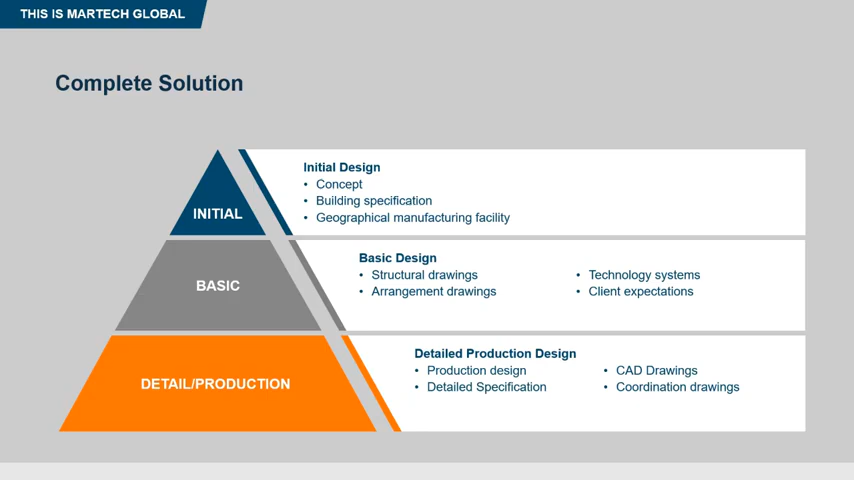 THIS IS MARTECH GLOBAL
Complete Solution
INITIAL
Initial Design
• Concept
• Building specification
• Geographical manufacturing facility
BASIC
Basic Design
• Structural drawings
• Arrangement drawings
• Technology systems
• Client expectations
DETAIL/PRODUCTION
Detailed Production Design
• Production design
• Detailed Specification
• CAD Drawings
• Coordination drawings